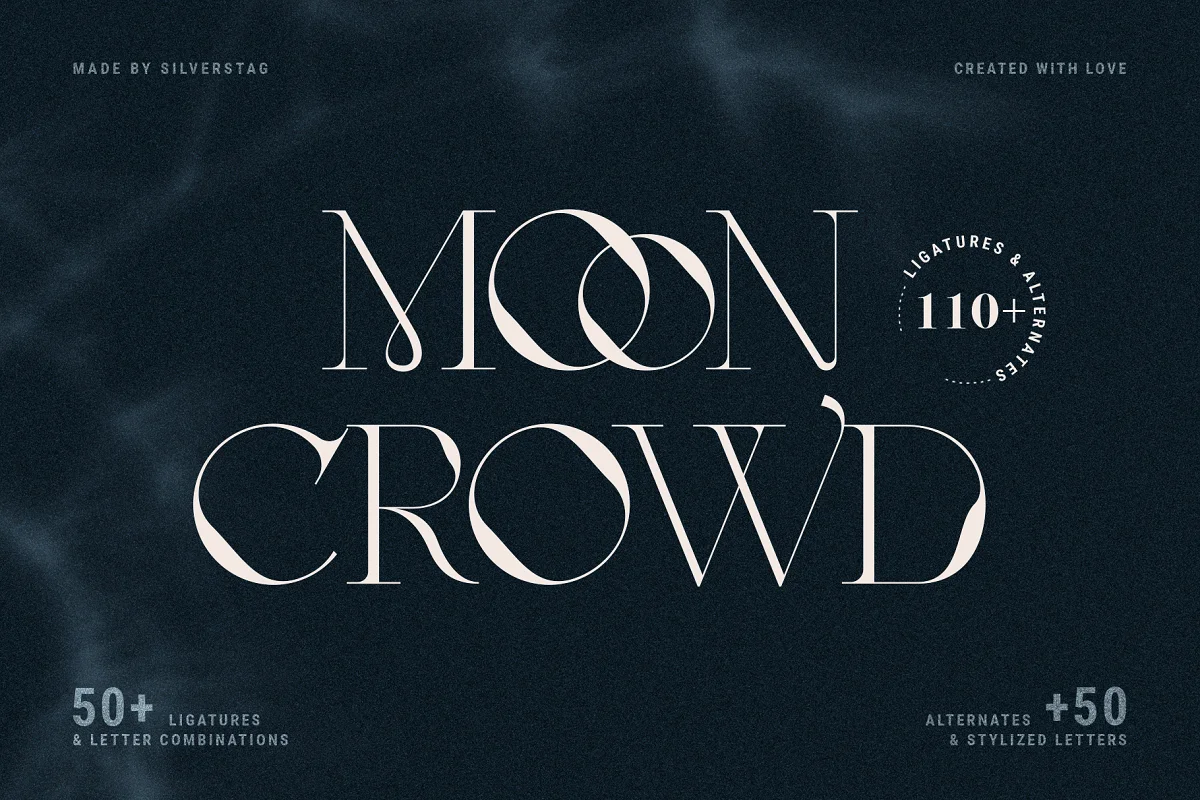 MADE BY SILVERSTAG
CREATED WITH LOVE
MOON
LIGATURES & ALTERNATES
110+
CROWD
50+ LIGATURES
& LETTER COMBINATIONS
ALTERNATES +50
& STYLIZED LETTERS